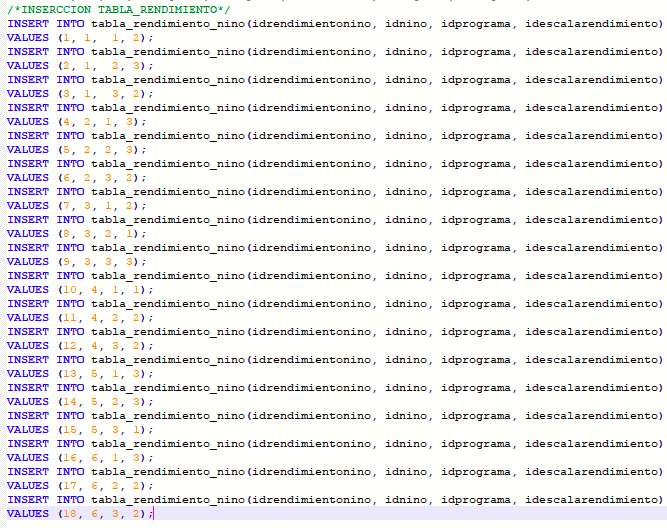 /*INSERCCION TABLA_RENDIMIENTO*/
INSERT INTO tabla_rendimiento_nino(idrendimientonino, idnino, idprograma, idescalarendimiento)
VALUES (1, 1,  1, 2);
INSERT INTO tabla_rendimiento_nino(idrendimientonino, idnino, idprograma, idescalarendimiento)
VALUES (2, 1,  2, 3);
INSERT INTO tabla_rendimiento_nino(idrendimientonino, idnino, idprograma, idescalarendimiento)
VALUES (3, 1,  3, 2);
INSERT INTO tabla_rendimiento_nino(idrendimientonino, idnino, idprograma, idescalarendimiento)
VALUES (4, 2, 1, 3);
INSERT INTO tabla_rendimiento_nino(idrendimientonino, idnino, idprograma, idescalarendimiento)
VALUES (5, 2, 2, 3);
INSERT INTO tabla_rendimiento_nino(idrendimientonino, idnino, idprograma, idescalarendimiento)
VALUES (6, 2, 3, 2);
INSERT INTO tabla_rendimiento_nino(idrendimientonino, idnino, idprograma, idescalarendimiento)
VALUES (7, 3, 1, 2);
INSERT INTO tabla_rendimiento_nino(idrendimientonino, idnino, idprograma, idescalarendimiento)
VALUES (8, 3, 2, 1);
INSERT INTO tabla_rendimiento_nino(idrendimientonino, idnino, idprograma, idescalarendimiento)
VALUES (9, 3, 3, 3);
INSERT INTO tabla_rendimiento_nino(idrendimientonino, idnino, idprograma, idescalarendimiento)
VALUES (10, 4, 1, 1);
INSERT INTO tabla_rendimiento_nino(idrendimientonino, idnino, idprograma, idescalarendimiento)
VALUES (11, 4, 2, 2);
INSERT INTO tabla_rendimiento_nino(idrendimientonino, idnino, idprograma, idescalarendimiento)
VALUES (12, 4, 3, 2);
INSERT INTO tabla_rendimiento_nino(idrendimientonino, idnino, idprograma, idescalarendimiento)
VALUES (13, 5, 1, 3);
INSERT INTO tabla_rendimiento_nino(idrendimientonino, idnino, idprograma, idescalarendimiento)
VALUES (14, 5, 2, 3);
INSERT INTO tabla_rendimiento_nino(idrendimientonino, idnino, idprograma, idescalarendimiento)
VALUES (15, 5, 3, 1);
INSERT INTO tabla_rendimiento_nino(idrendimientonino, idnino, idprograma, idescalarendimiento)
VALUES (16, 6, 1, 3);
INSERT INTO tabla_rendimiento_nino(idrendimientonino, idnino, idprograma, idescalarendimiento)
VALUES (17, 6, 2, 2);
INSERT INTO tabla_rendimiento_nino(idrendimientonino, idnino, idprograma, idescalarendimiento)
VALUES (18, 6, 3, 2);